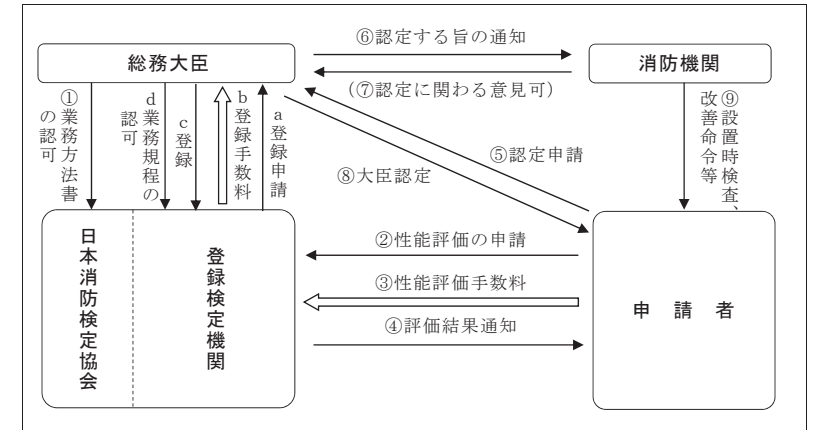 ⑥認定する旨の通知
総務大臣
消防機関
(⑦認定に関わる意見可)
①業務方法書
の認可
d業務規程の
認可
c登録
b登録手数料
a登録申請
⑤認定申請
⑧大臣認定
⑨設置時検査、
改善命令等
②性能評価の申請
③性能評価手数料
④評価結果通知
日本消防検定協会
登録検定機関
申請者